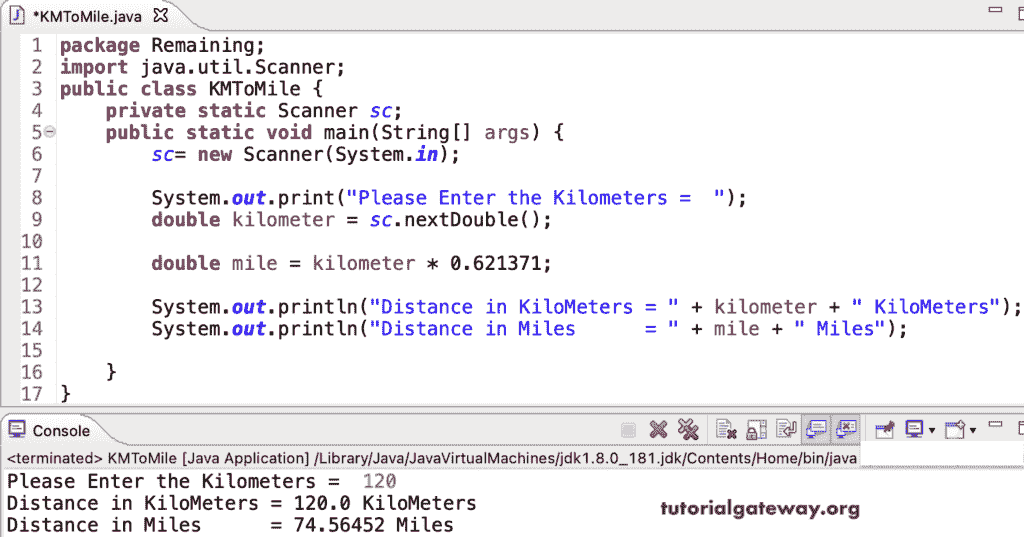 *KMToMile.java
1 package Remaining;
2 import java.util.Scanner;
3 public class KMToMile {
4     private static Scanner sc;
5     public static void main(String[] args) {
6         sc= new Scanner(System.in);
7
8         System.out.print("Please Enter the Kilometers =  ");
9         double kilometer = sc.nextDouble();
10
11         double mile = kilometer * 0.621371;
12
13         System.out.println("Distance in KiloMeters = " + kilometer + " KiloMeters");
14         System.out.println("Distance in Miles      = " + mile + " Miles");
15
16     }
17 }
Console
<terminated> KMToMile [Java Application] /Library/Java/JavaVirtualMachines/jdk1.8.0_181.jdk/Contents/Home/bin/java
Please Enter the Kilometers =  120
Distance in KiloMeters = 120.0 KiloMeters
Distance in Miles      = 74.56452 Miles
tutorialgateway.org